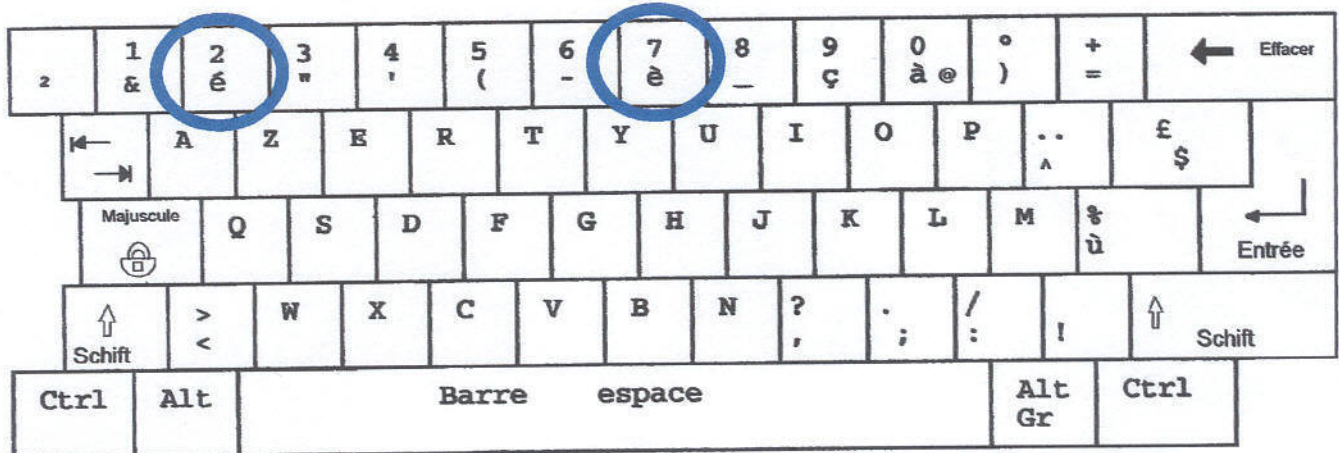 1 2 3 4 5 6 7 8 9 0 ° + Effacer
² & é " ' ( - è _ ç à @ ) =
A Z E R T Y U I O P ¨ £
^ $
Majuscule Q S D F G H J K L M %
ù Entrée
> W X C V B N ? . /
Schift < , ; : ! Schift
Ctrl Alt Barre espace Alt Ctrl
Gr